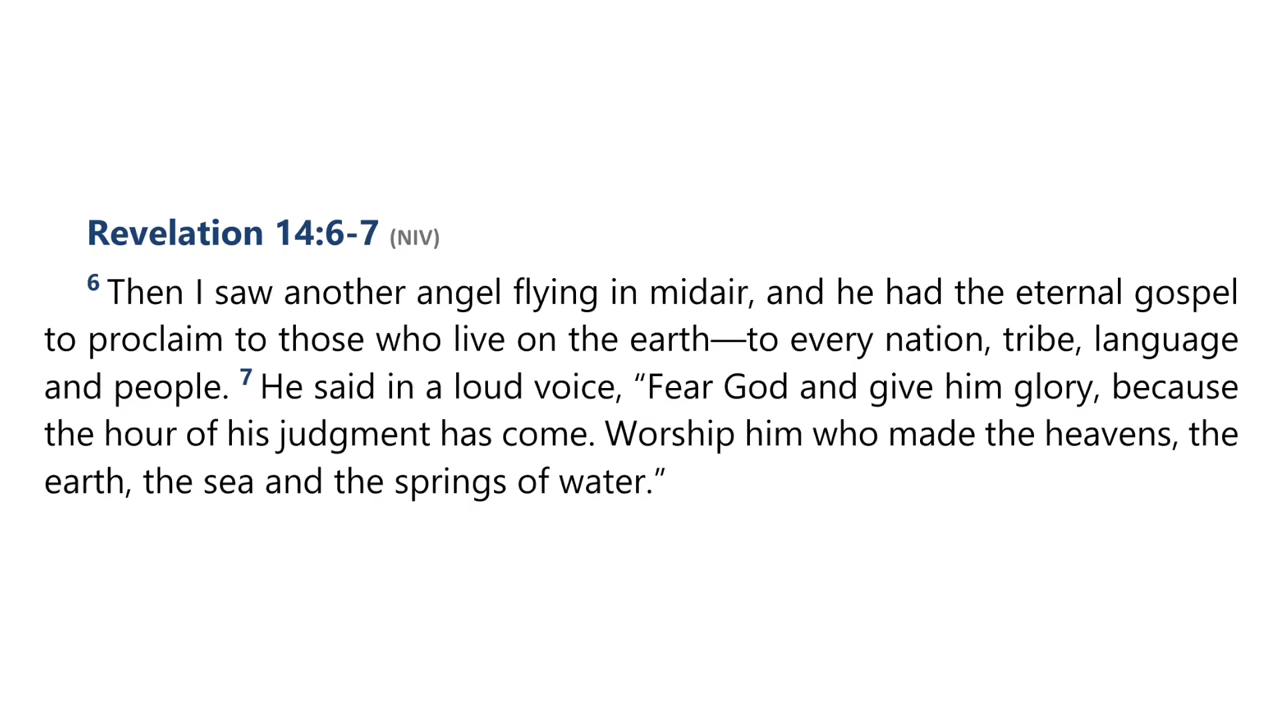 Revelation 14:6-7 (NIV)
6 Then I saw another angel flying in midair, and he had the eternal gospel
to proclaim to those who live on the earth—to every nation, tribe, language
and people. 7 He said in a loud voice, “Fear God and give him glory, because
the hour of his judgment has come. Worship him who made the heavens, the
earth, the sea and the springs of water.”